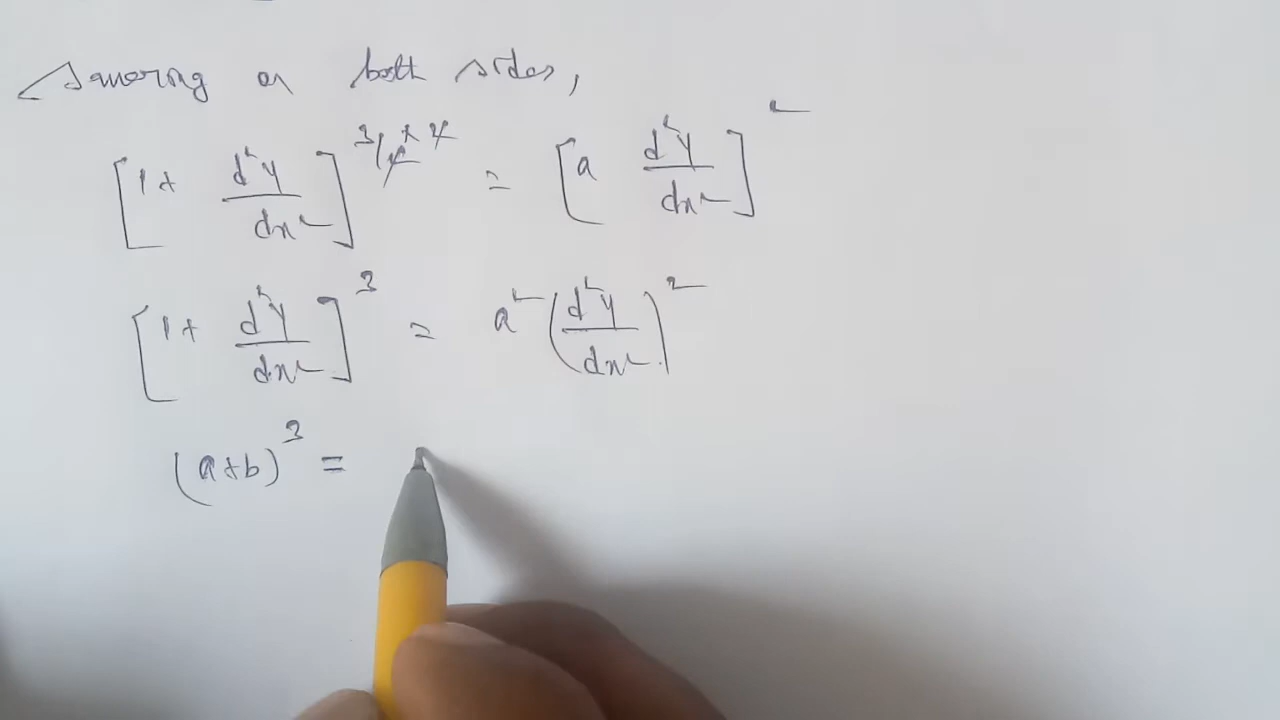 Squaring on both sides,
[1+ d²y/dx²]^(3/2 × 2) = [a d²y/dx²]²
[1+ d²y/dx²]³ = a² (d²y/dx²)²
(a+b)³ =